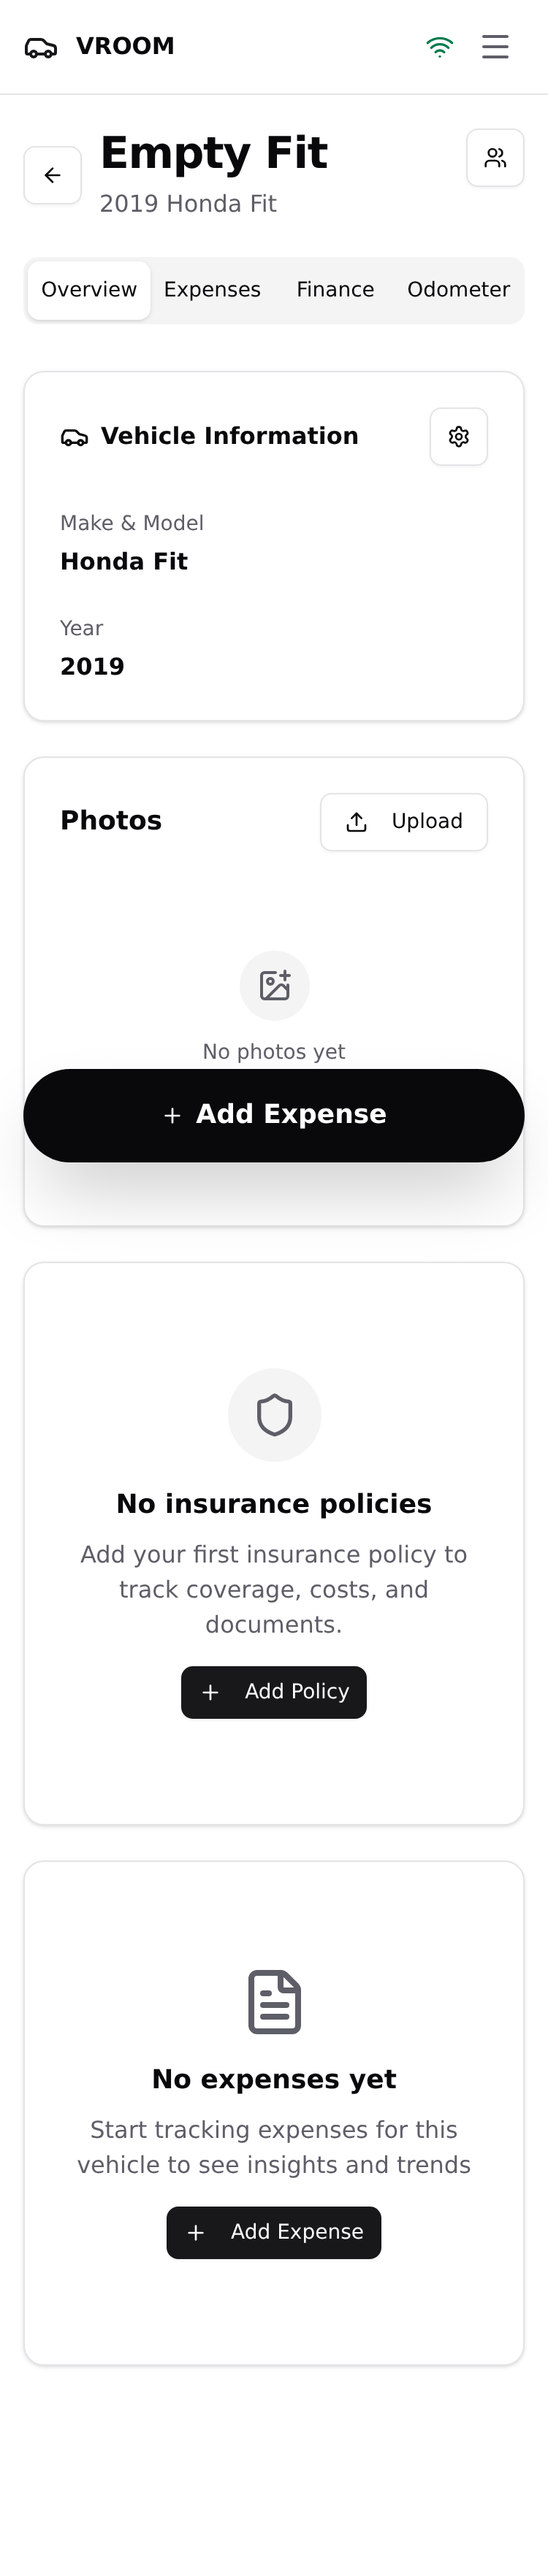 VROOM
Empty Fit
2019 Honda Fit
Overview
Expenses
Finance
Odometer
Vehicle Information
Make & Model
Honda Fit
Year
2019
Photos
Upload
No photos yet
Add Expense
No insurance policies
Add your first insurance policy to
track coverage, costs, and
documents.
Add Policy
No expenses yet
Start tracking expenses for this
vehicle to see insights and trends
Add Expense